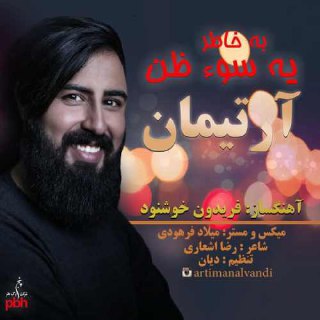 به خاطر
یه سوء ظن
آرتیمان
آهنگساز: فریدون خوشنود
میکس و مستر: میلاد فرهودی
شاعر: رضا اشعاری
تنظیم: دیان
artimanalvandi
pbh